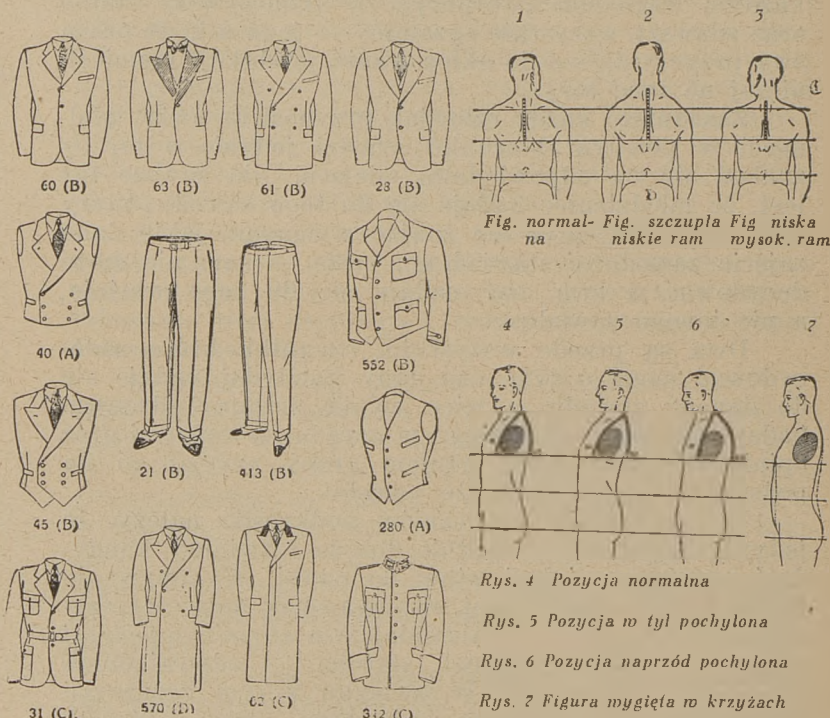 60 (B) 63 (B) 61 (B) 28 (B)
40 (A)
552 (B)
21 (B) 413 (B)
45 (B)
280 (A)
31 (C). 570 (D) 62 (C) 312 (C)
1 2 3
Fig. normal- Fig. szczupła Fig niska
na niskie ram wysok. ram
4 5 6 7
Rys. 4 Pozycja normalna
Rys. 5 Pozycja w tył pochylona
Rys. 6 Pozycja naprzód pochylona
Rys. 7 Figura wygięta w krzyżach